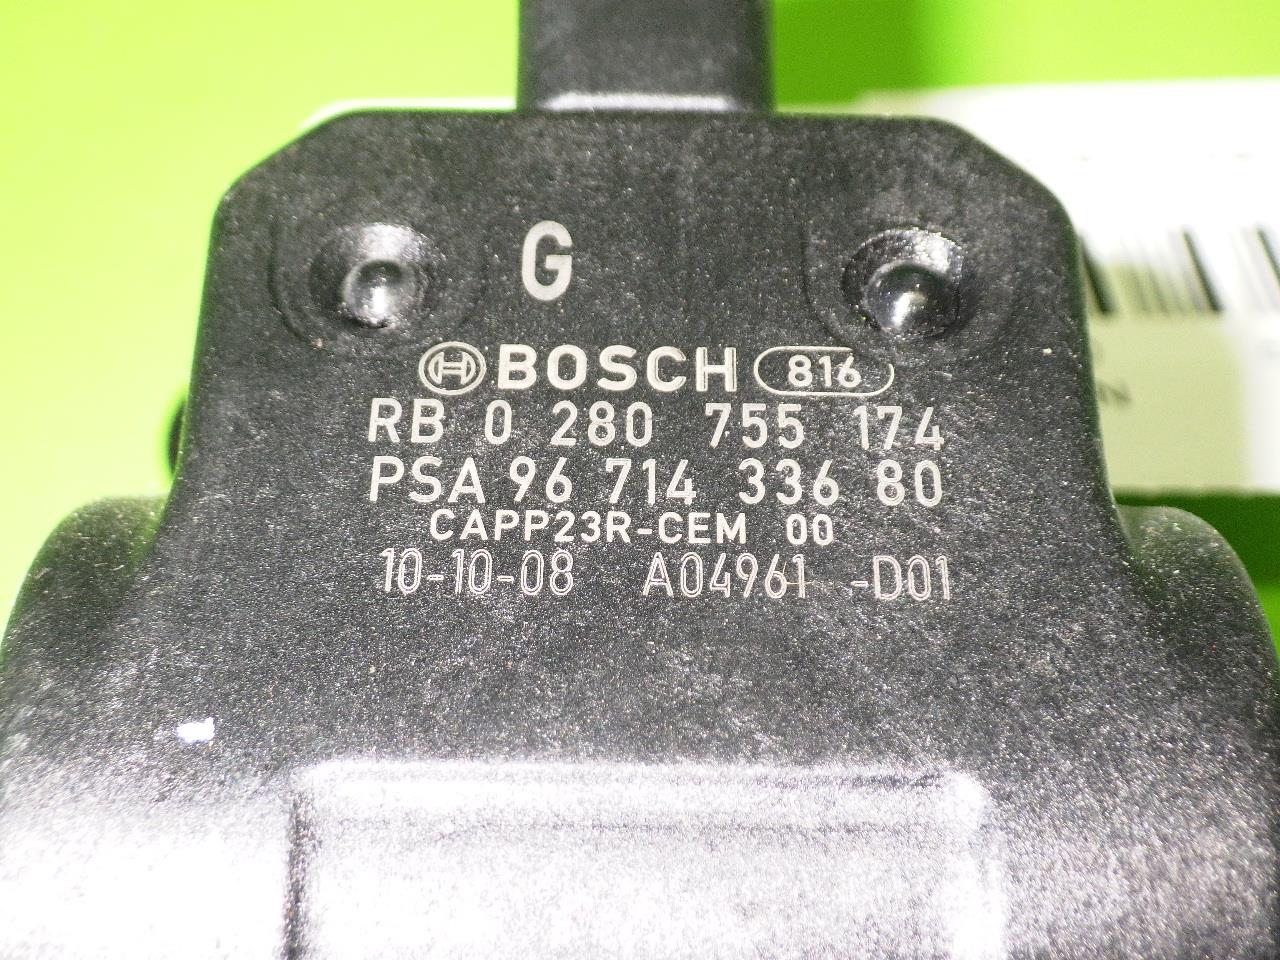 G
BOSCH 816
RB 0 280 755 174
PSA 96 714 336 80
CAPP23R-CEM 00
10-10-08 A04961 -D01